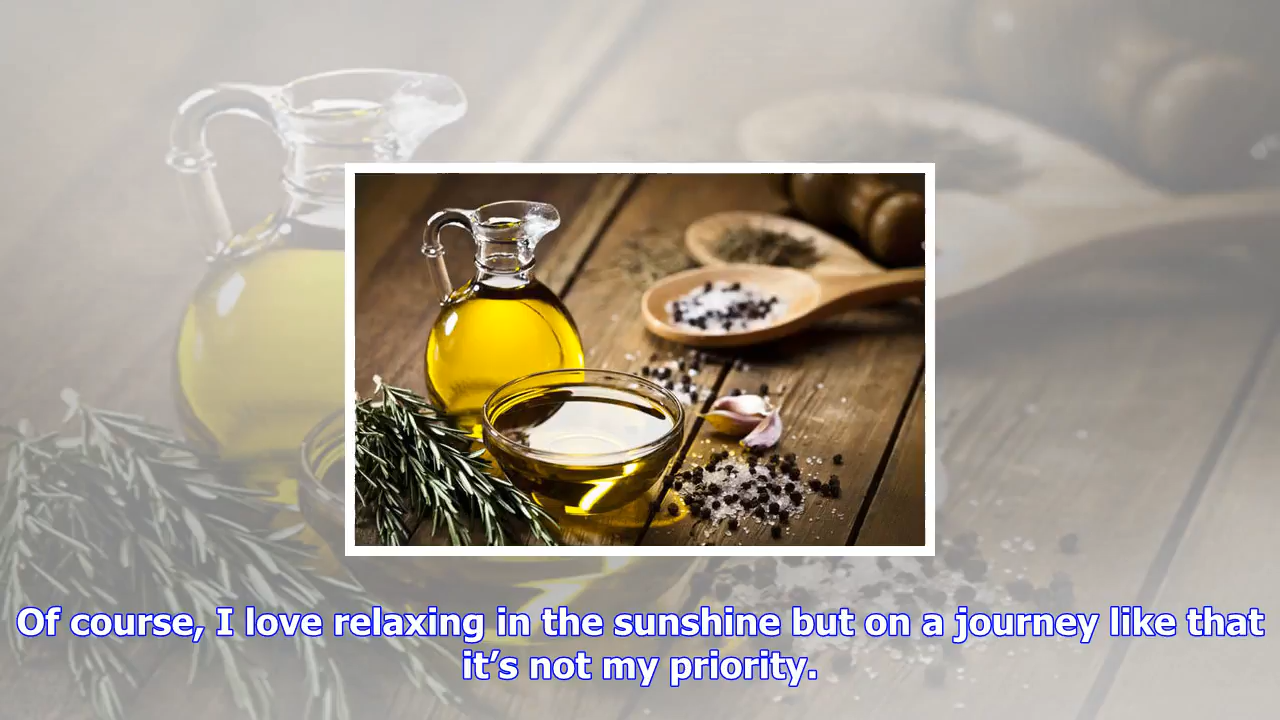 Of course, I love relaxing in the sunshine but on a journey like that
it’s not my priority.